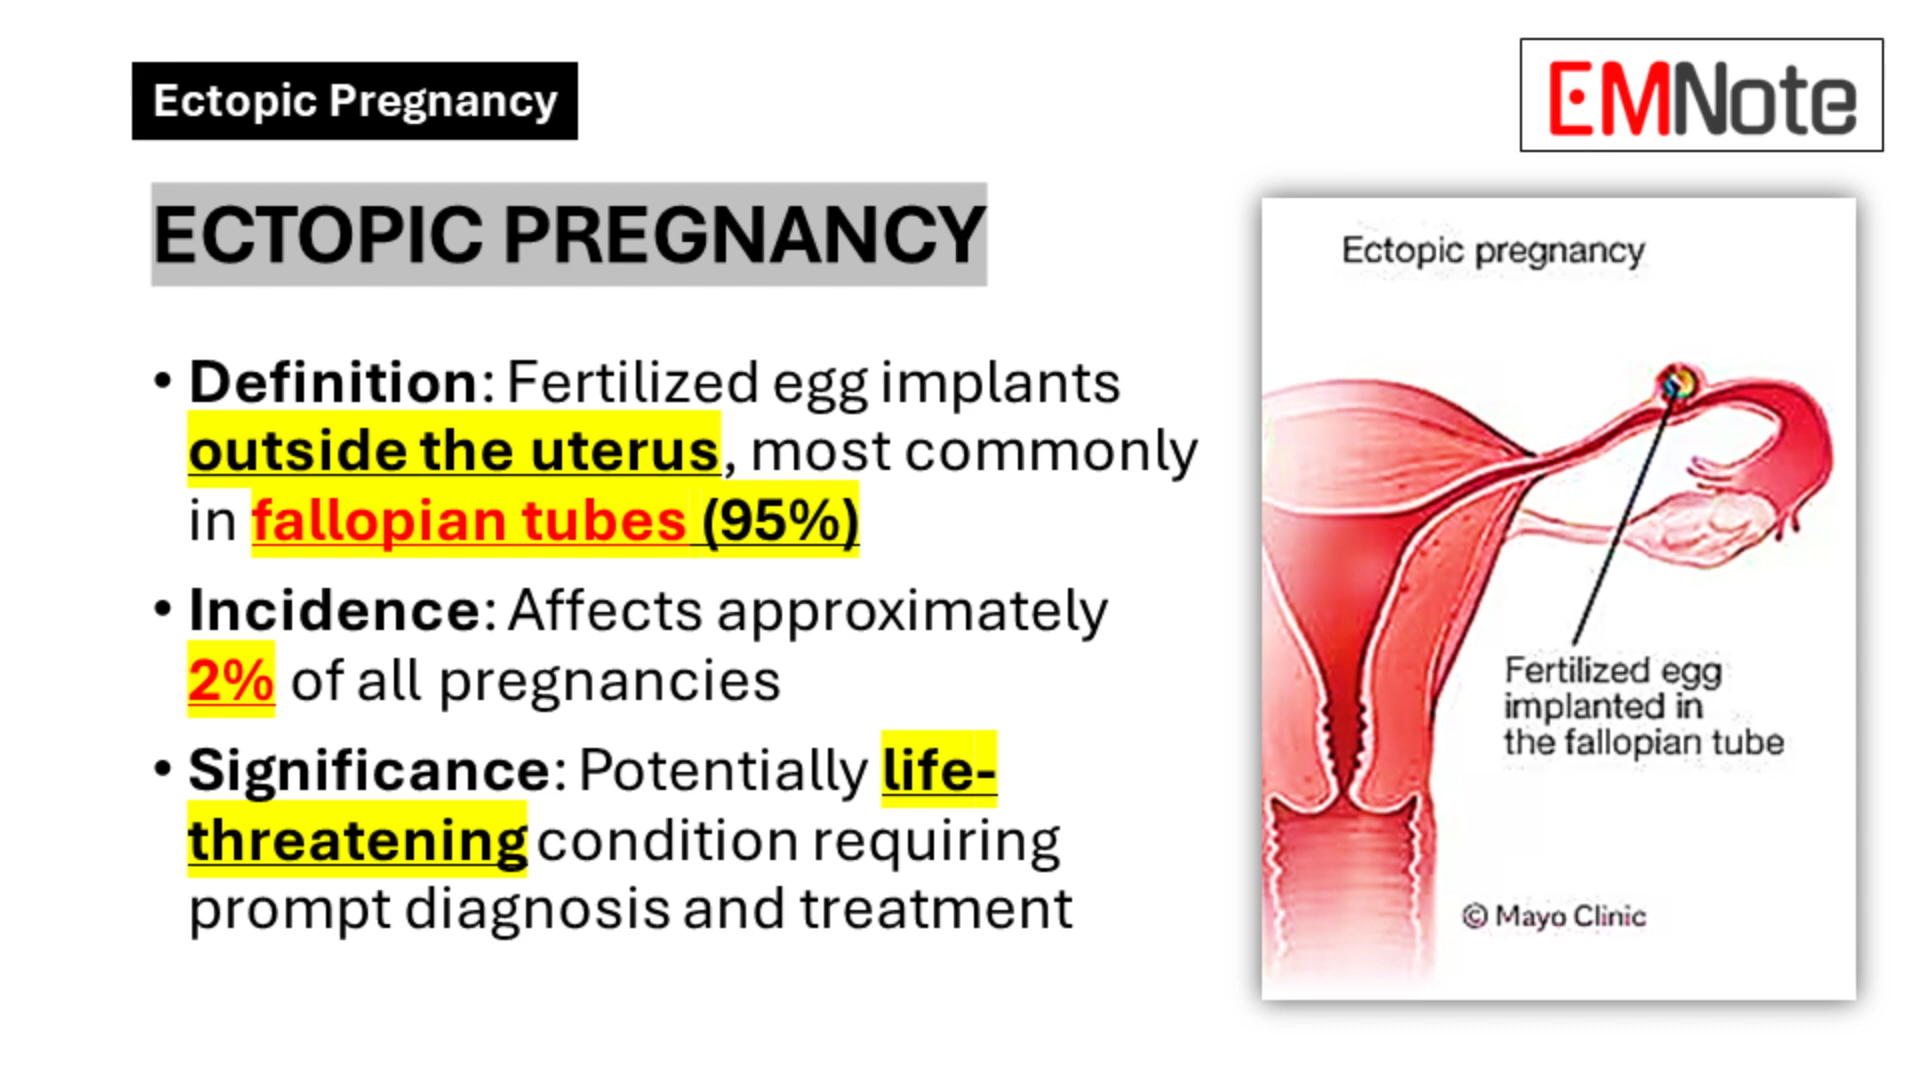 Ectopic Pregnancy
EMNote
ECTOPIC PREGNANCY
• Definition: Fertilized egg implants
outside the uterus, most commonly
in fallopian tubes (95%)
• Incidence: Affects approximately
2% of all pregnancies
• Significance: Potentially life-
threatening condition requiring
prompt diagnosis and treatment
Ectopic pregnancy
Fertilized egg
implanted in
the fallopian tube
© Mayo Clinic